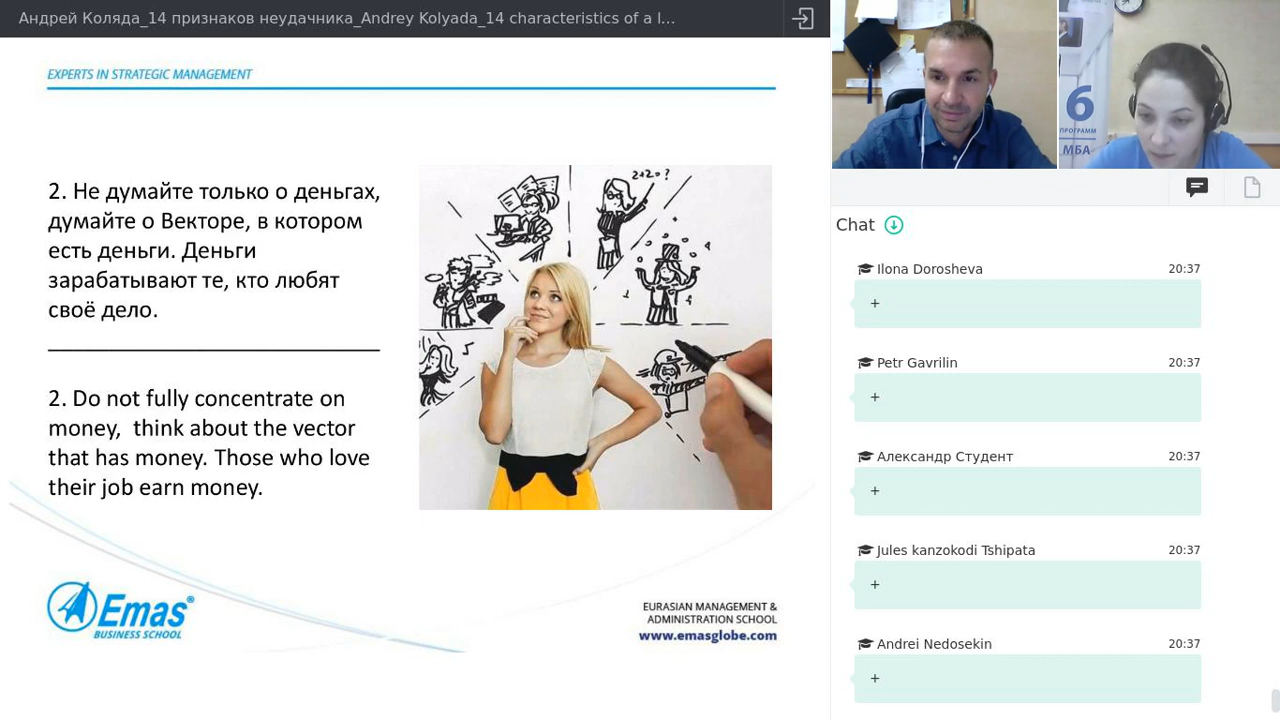 Андрей Коляда_14 признаков неудачника_Andrey Kolyada_14 characteristics of a l...
EXPERTS IN STRATEGIC MANAGEMENT
2. Не думайте только о деньгах,
думайте о Векторе, в котором
есть деньги. Деньги
зарабатывают те, кто любят
своё дело.
2. Do not fully concentrate on
money,  think about the vector
that has money. Those who love
their job earn money.
2+2=?
Emas®
BUSINESS SCHOOL
EURASIAN MANAGEMENT &
ADMINISTRATION SCHOOL
www.emasglobe.com
6
ПРОГРАММ
МБА
Chat
Ilona Dorosheva 20:37
+
Petr Gavrilin 20:37
+
Александр Студент 20:37
+
Jules kanzokodi Tshipata 20:37
+
Andrei Nedosekin 20:37
+